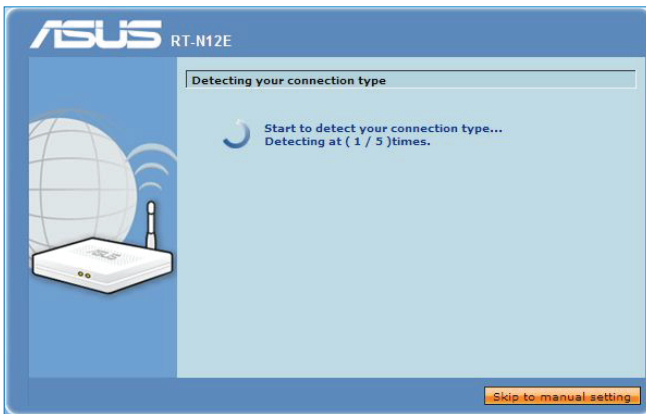 ASUS RT-N12E
Detecting your connection type
Start to detect your connection type...
Detecting at ( 1 / 5 )times.
ASUS
Skip to manual setting